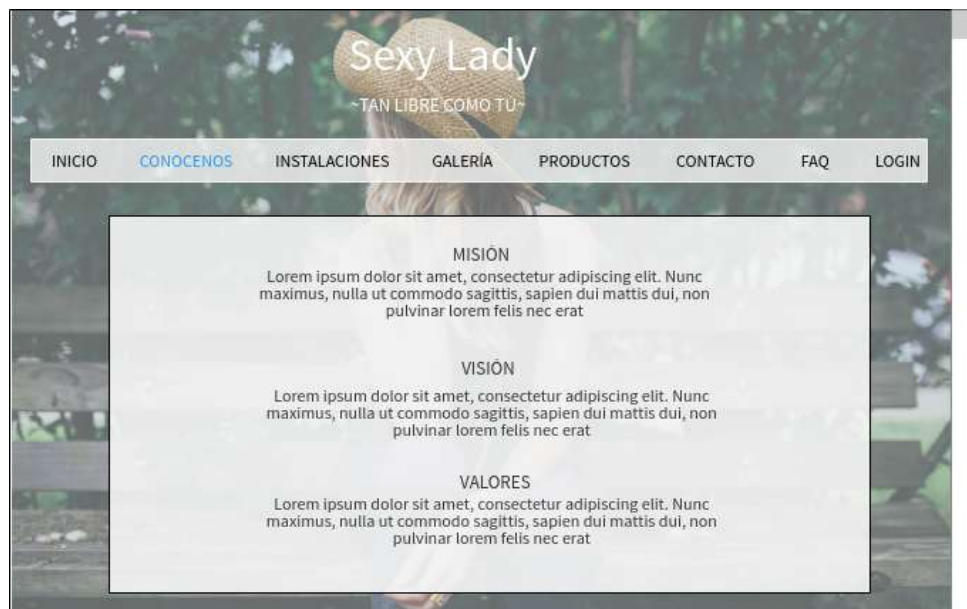 Sexy Lady
~TAN LIBRE COMO TU~
INICIO CONOCENOS INSTALACIONES GALERÍA PRODUCTOS CONTACTO FAQ LOGIN
MISIÓN
Lorem ipsum dolor sit amet, consectetur adipiscing elit. Nunc
maximus, nulla ut commodo sagittis, sapien dui mattis dui, non
pulvinar lorem felis nec erat
VISIÓN
Lorem ipsum dolor sit amet, consectetur adipiscing elit. Nunc
maximus, nulla ut commodo sagittis, sapien dui mattis dui, non
pulvinar lorem felis nec erat
VALORES
Lorem ipsum dolor sit amet, consectetur adipiscing elit. Nunc
maximus, nulla ut commodo sagittis, sapien dui mattis dui, non
pulvinar lorem felis nec erat